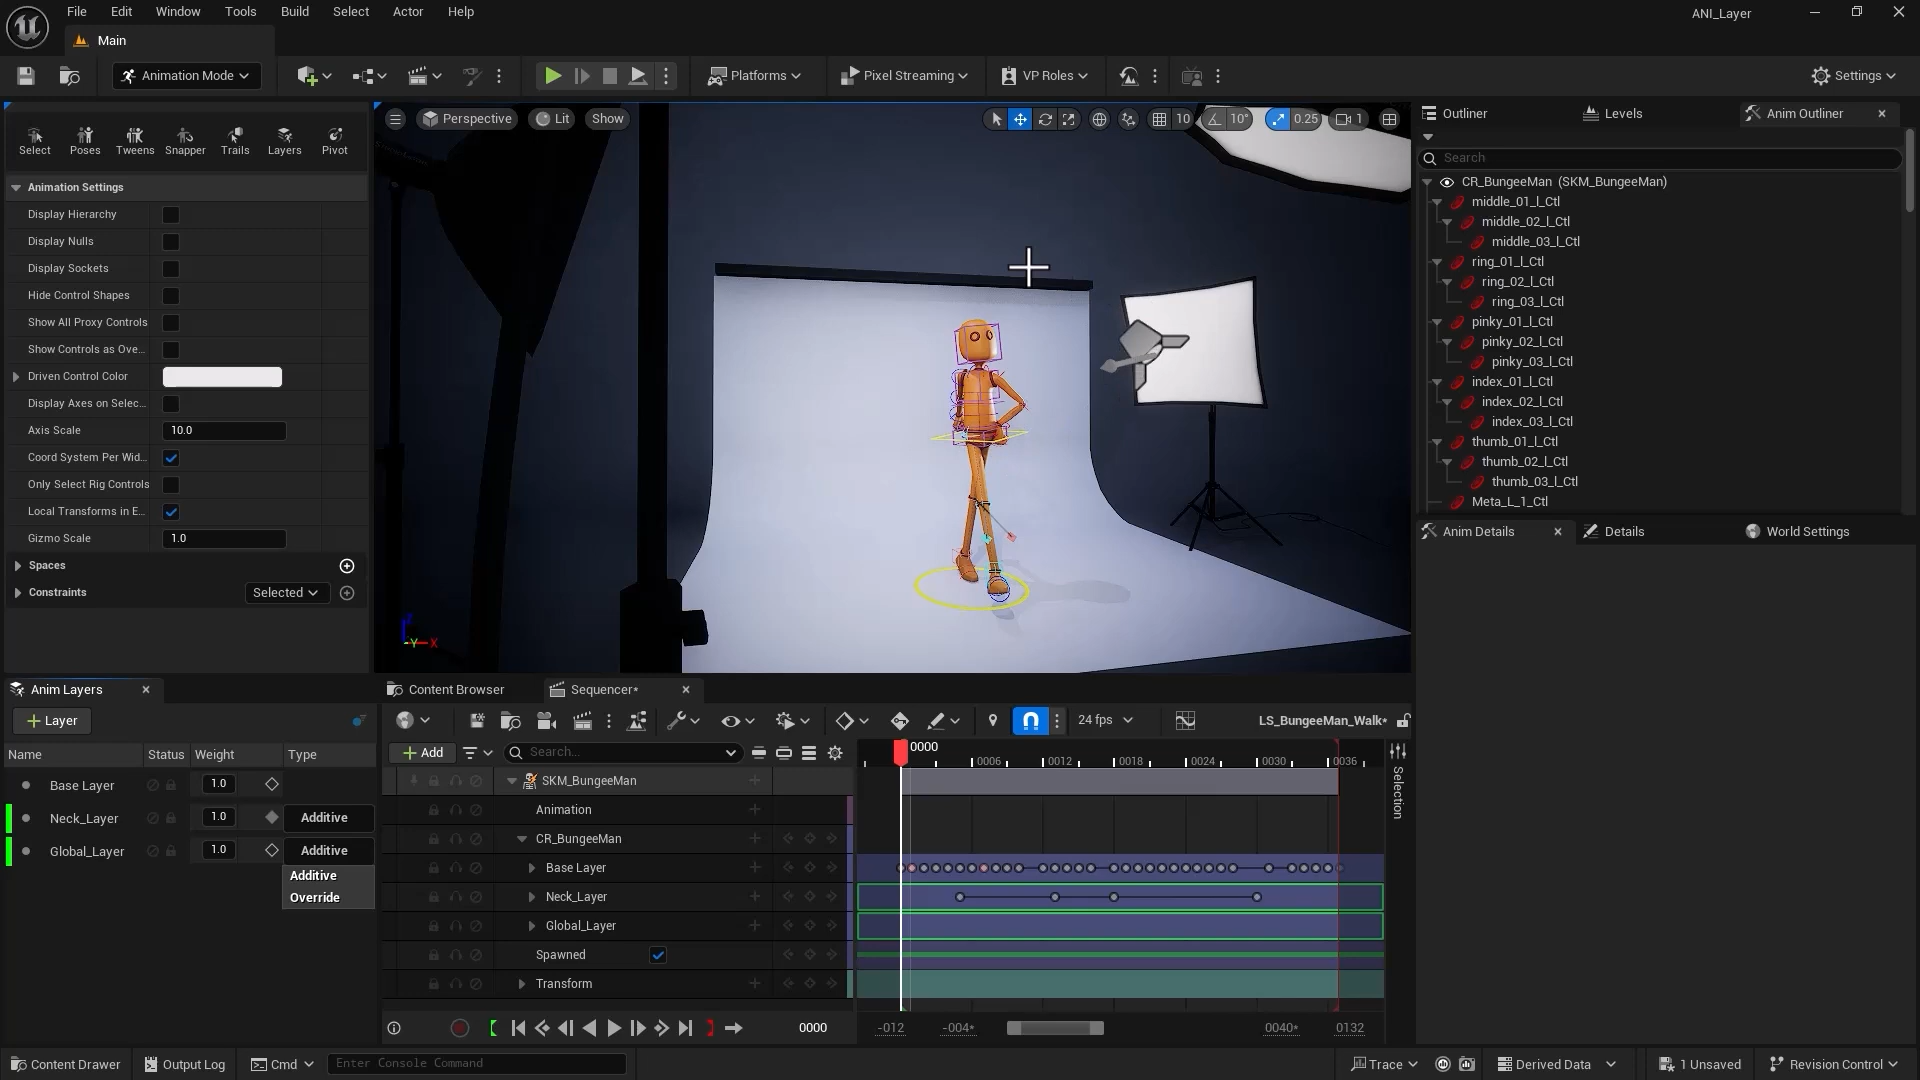 File Edit Window Tools Build Select Actor Help
ANI_Layer
Main
Animation Mode
Platforms
Pixel Streaming
VP Roles
Settings
Select Poses Tweens Snapper Trails Layers Pivot
Animation Settings
Display Hierarchy
Display Nulls
Display Sockets
Hide Control Shapes
Show All Proxy Controls
Show Controls as Ove...
Driven Control Color
Display Axes on Selec...
Axis Scale 10.0
Coord System Per Wid...
Only Select Rig Controls
Local Transforms in E...
Gizmo Scale 1.0
Spaces
Constraints Selected
Perspective Lit Show
10 10° 0.25 1
Z
Y X
Outliner Levels Anim Outliner
Search
CR_BungeeMan (SKM_BungeeMan)
middle_01_l_Ctl
middle_02_l_Ctl
middle_03_l_Ctl
ring_01_l_Ctl
ring_02_l_Ctl
ring_03_l_Ctl
pinky_01_l_Ctl
pinky_02_l_Ctl
pinky_03_l_Ctl
index_01_l_Ctl
index_02_l_Ctl
index_03_l_Ctl
thumb_01_l_Ctl
thumb_02_l_Ctl
thumb_03_l_Ctl
Meta_L_1_Ctl
Anim Details Details World Settings
Anim Layers
+ Layer
Name Status Weight Type
Base Layer 1.0
Neck_Layer 1.0 Additive
Global_Layer 1.0 Additive
Additive
Override
Content Browser Sequencer*
24 fps
LS_BungeeMan_Walk*
+ Add
Search...
0000
0006 0012 0018 0024 0030 0036
SKM_BungeeMan
Animation
CR_BungeeMan
Base Layer
Neck_Layer
Global_Layer
Spawned
Transform
Selection
0000
-012 -004* 0040* 0132
Content Drawer Output Log Cmd Enter Console Command
Trace Derived Data 1 Unsaved Revision Control